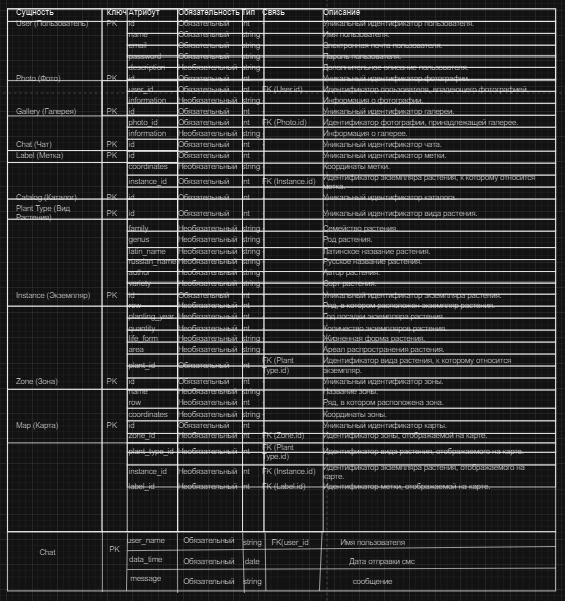 Сущность Ключ Атрибут Обязательность Тип Связь Описание
User (Пользователь) PK id Обязательный int Уникальный идентификатор пользователя.
name Обязательный string Имя пользователя.
email Обязательный string Электронная почта пользователя.
password Обязательный string Пароль пользователя.
description Необязательный string Дополнительное описание пользователя.
Photo (Фото) PK id Обязательный int Уникальный идентификатор фотографии.
user_id Обязательный int FK (User.id) Идентификатор пользователя, владеющего фотографией.
information Необязательный string Информация о фотографии.
Gallery (Галерея) PK id Обязательный int Уникальный идентификатор галереи.
photo_id Обязательный int FK (Photo.id) Идентификатор фотографии, принадлежащей галерее.
information Необязательный string Информация о галерее.
Chat (Чат) PK id Обязательный int Уникальный идентификатор чата.
Label (Метка) PK id Обязательный int Уникальный идентификатор метки.
coordinates Необязательный string Координаты метки.
instance_id Обязательный int FK (Instance.id) Идентификатор экземпляра растения, к которому относится
метка.
Catalog (Каталог) PK id Обязательный int Уникальный идентификатор каталога.
Plant Type (Вид
Растения) PK id Обязательный int Уникальный идентификатор вида растения.
family Необязательный string Семейство растения.
genus Необязательный string Род растения.
latin_name Необязательный string Латинское название растения.
russian_name Необязательный string Русское название растения.
author Необязательный string Автор растения.
variety Необязательный string Сорт растения.
Instance (Экземпляр) PK id Обязательный int Уникальный идентификатор экземпляра растения.
row Необязательный int Ряд, в котором расположен экземпляр растения.
planting_year Необязательный int Год посадки экземпляра растения.
quantity Необязательный int Количество экземпляров растения.
life_form Необязательный string Жизненная форма растения.
area Необязательный string Ареал распространения растения.
plant_id Обязательный int FK (Plant
Type.id) Идентификатор вида растения, к которому относится
экземпляр.
Zone (Зона) PK id Обязательный int Уникальный идентификатор зоны.
name Необязательный string Название зоны.
row Необязательный int Ряд, в котором расположена зона.
coordinates Необязательный string Координаты зоны.
Map (Карта) PK id Обязательный int Уникальный идентификатор карты.
zone_id Необязательный int FK (Zone.id) Идентификатор зоны, отображаемой на карте.
plant_type_id Необязательный int FK (Plant
Type.id) Идентификатор вида растения, отображаемого на карте.
instance_id Необязательный int FK (Instance.id) Идентификатор экземпляра растения, отображаемого на
карте.
label_id Необязательный int FK (Label.id) Идентификатор метки, отображаемой на карте.
Chat PK user_name Обязательный string FK(user_id Имя пользователя
data_time Обязательный date Дата отправки смс
message Обязательный string сообщение